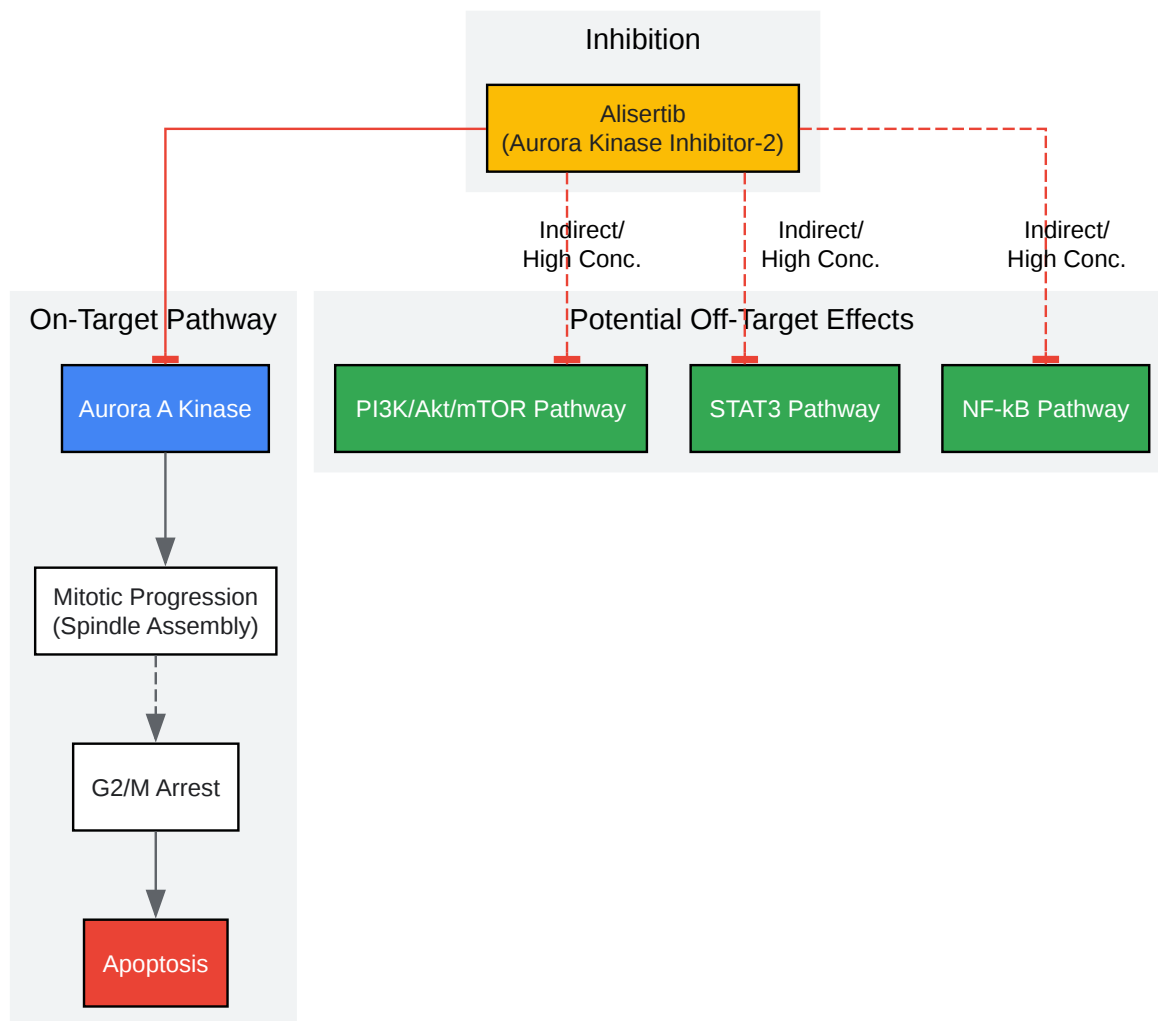 Inhibition
Alisertib
(Aurora Kinase Inhibitor-2)
Indirect/
High Conc.
Indirect/
High Conc.
Indirect/
High Conc.
On-Target Pathway
Potential Off-Target Effects
Aurora A Kinase
PI3K/Akt/mTOR Pathway
STAT3 Pathway
NF-kB Pathway
Mitotic Progression
(Spindle Assembly)
G2/M Arrest
Apoptosis